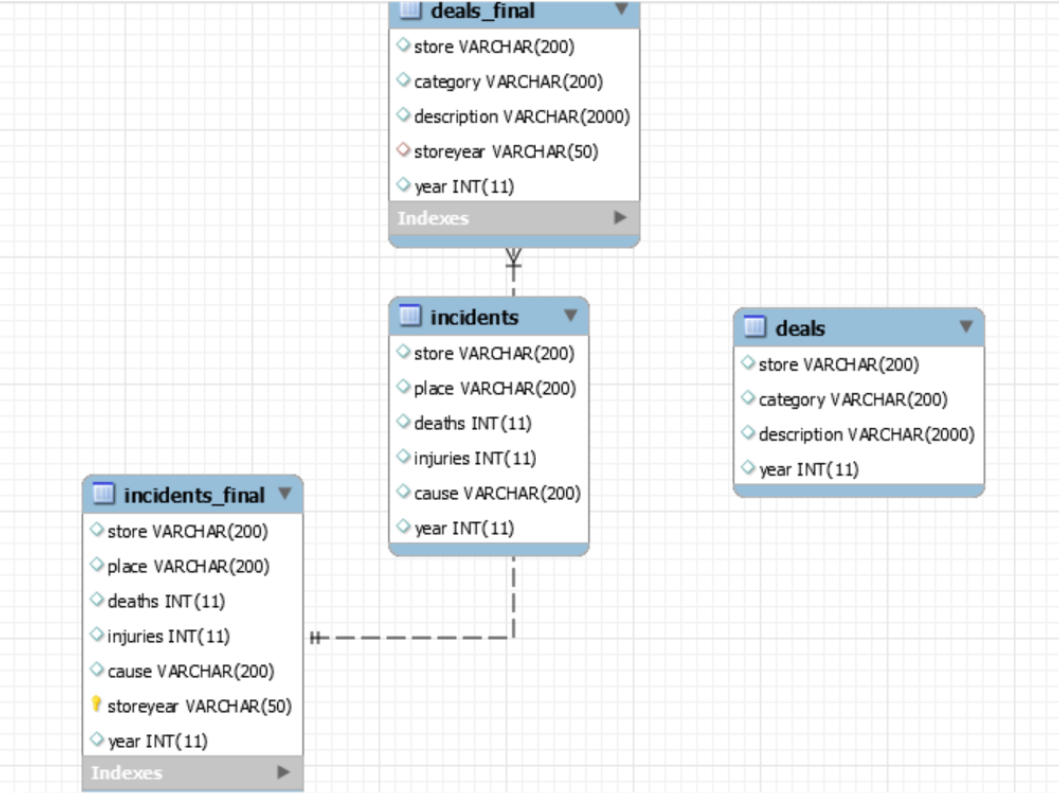 deals_final
store VARCHAR(200)
category VARCHAR(200)
description VARCHAR(2000)
storeyear VARCHAR(50)
year INT(11)
Indexes
incidents
store VARCHAR(200)
place VARCHAR(200)
deaths INT(11)
injuries INT(11)
cause VARCHAR(200)
year INT(11)
deals
store VARCHAR(200)
category VARCHAR(200)
description VARCHAR(2000)
year INT(11)
incidents_final
store VARCHAR(200)
place VARCHAR(200)
deaths INT(11)
injuries INT(11)
cause VARCHAR(200)
storeyear VARCHAR(50)
year INT(11)
Indexes